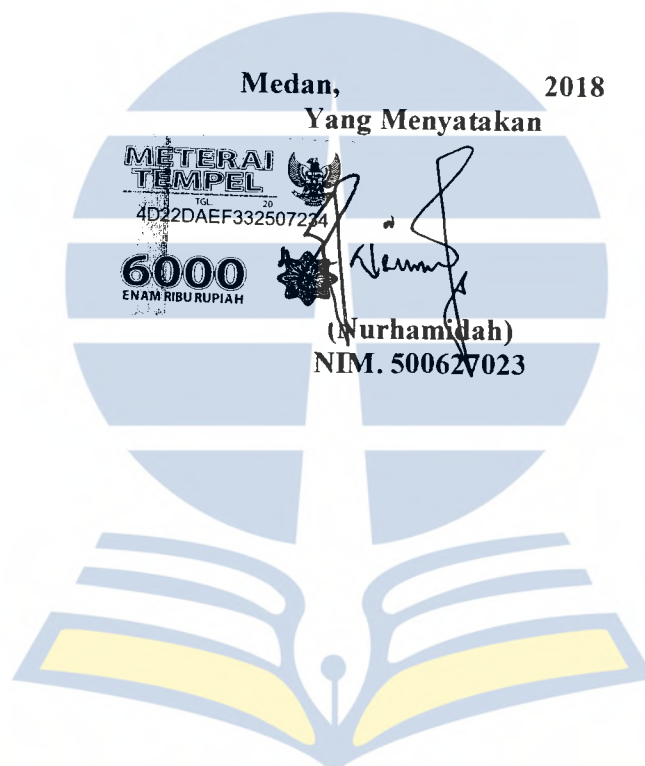 Medan, 2018
Yang Menyatakan
METERAI
TEMPEL
TGL. 20
4D22DAEF332507234
6000
ENAM RIBU RUPIAH
(Nurhamidah)
NIM. 500627023